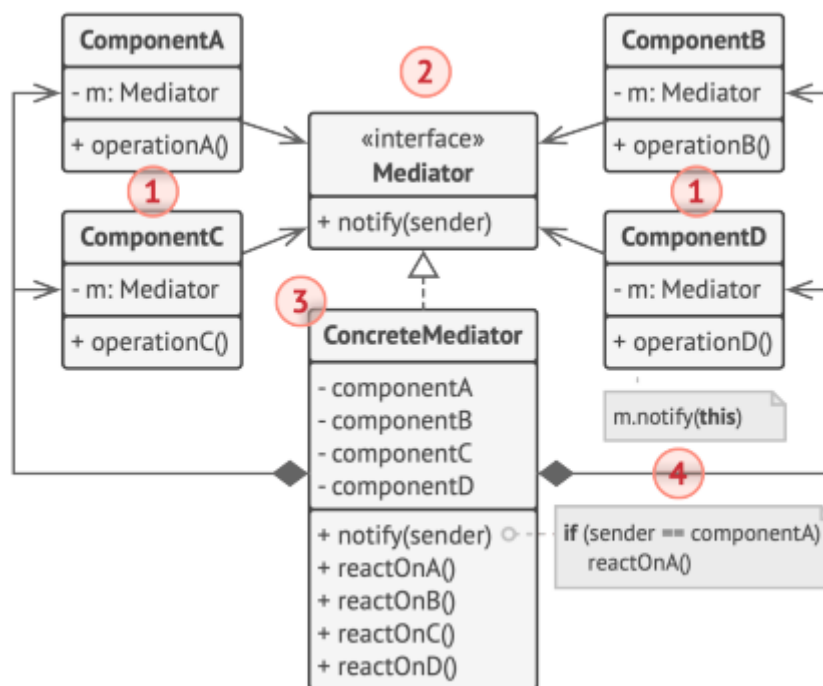 ComponentA
- m: Mediator
+ operationA()
1
ComponentC
- m: Mediator
+ operationC()
2
«interface»
Mediator
+ notify(sender)
ComponentB
- m: Mediator
+ operationB()
1
ComponentD
- m: Mediator
+ operationD()
m.notify(this)
3
ConcreteMediator
- componentA
- componentB
- componentC
- componentD
+ notify(sender)
+ reactOnA()
+ reactOnB()
+ reactOnC()
+ reactOnD()
4
if (sender == componentA)
reactOnA()